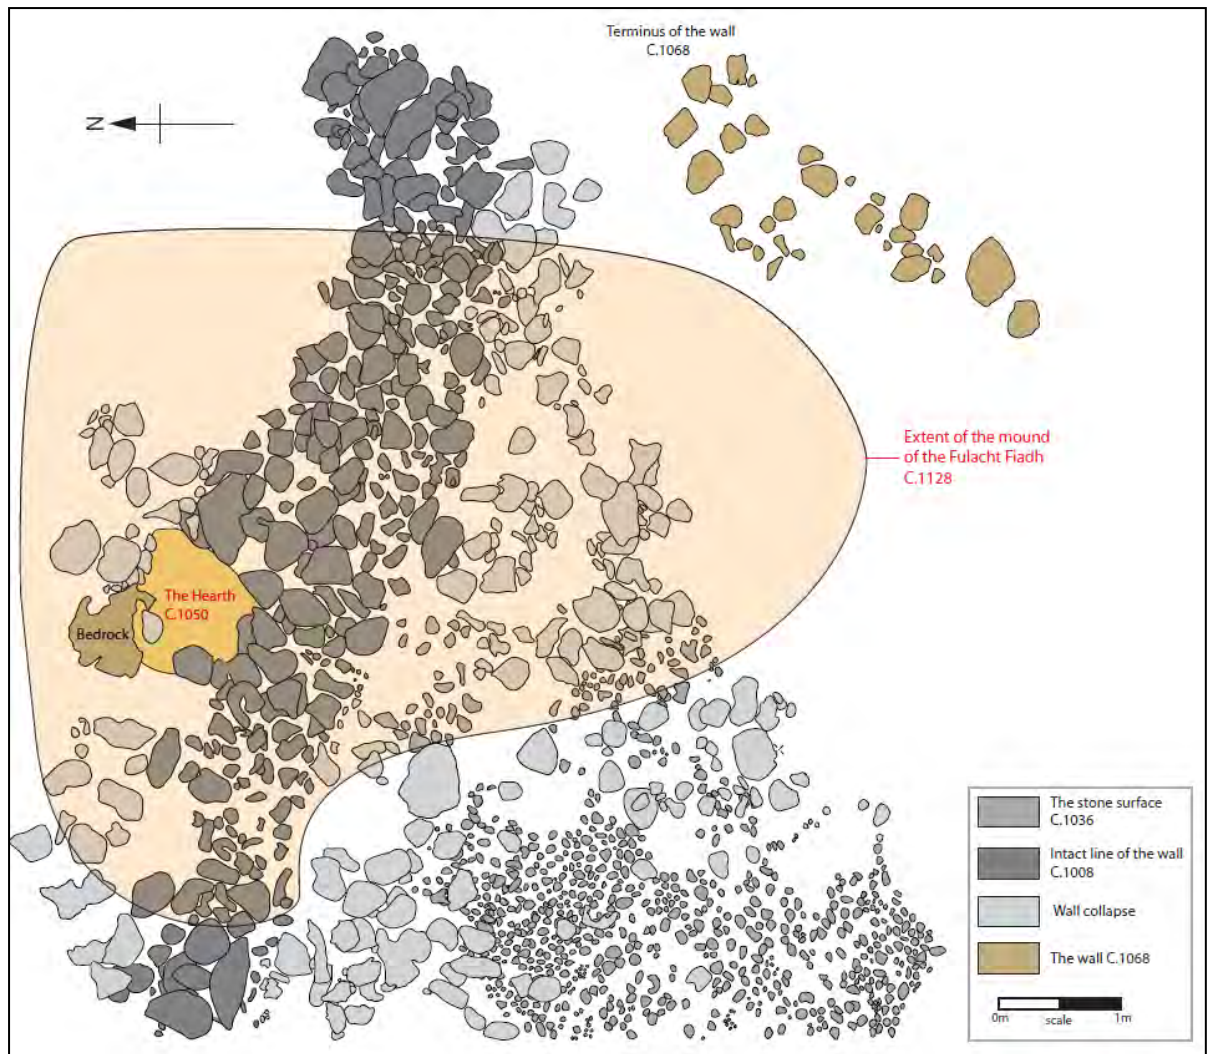 Terminus of the wall
C.1068
N
Extent of the mound
of the Fulacht Fiadh
C.1128
The Hearth
C.1050
Bedrock
The stone surface
C.1036
Intact line of the wall
C.1008
Wall collapse
The wall C.1068
0m scale 1m